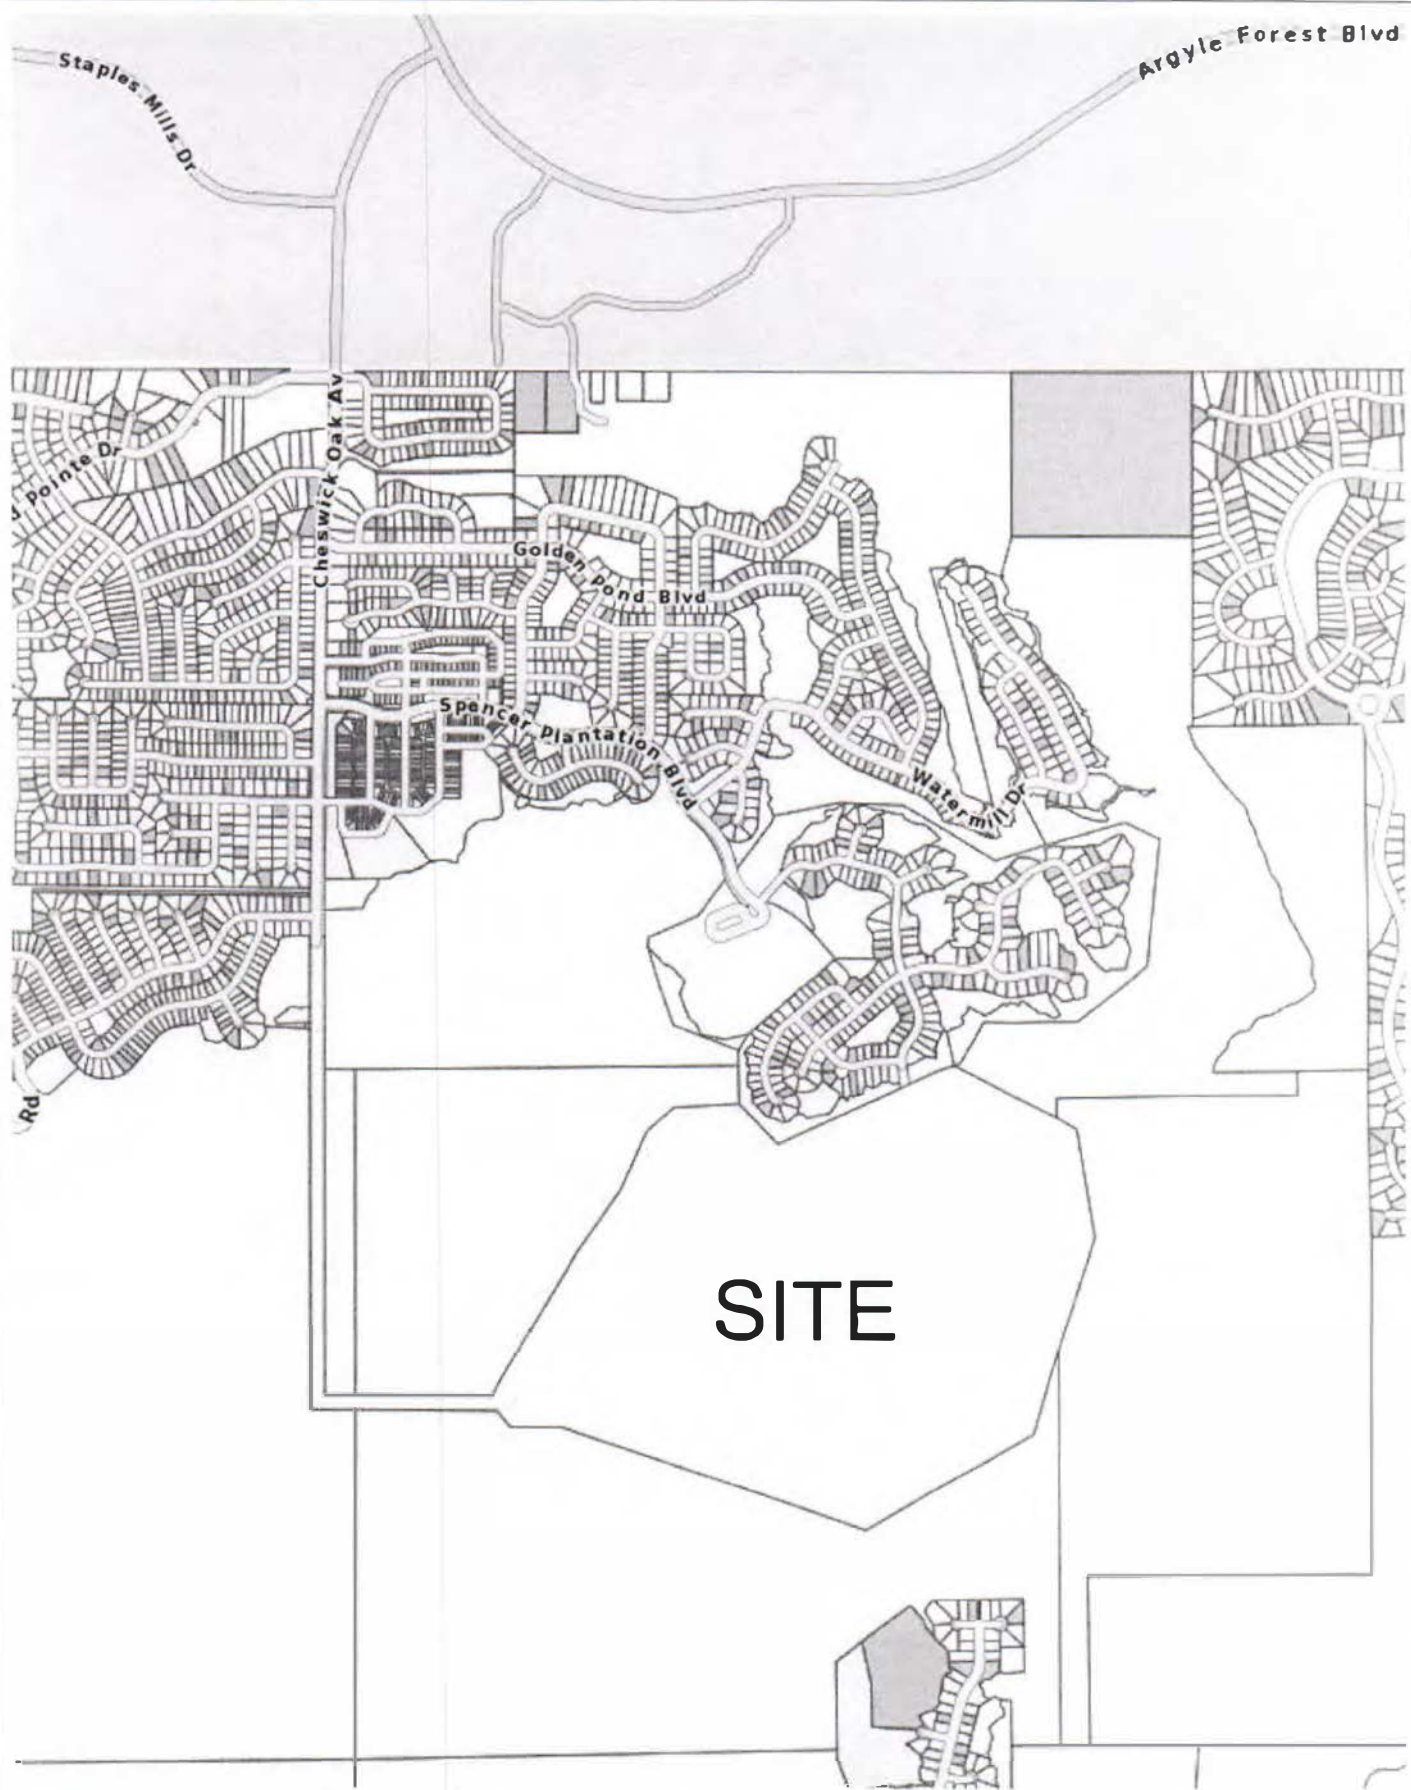 Argyle Forest Blvd
Staples Mills Dr
Cheswick Oak Av
Pointe Dr
Golden Pond Blvd
Spencer Plantation Blvd
Watermill Dr
Rd
SITE